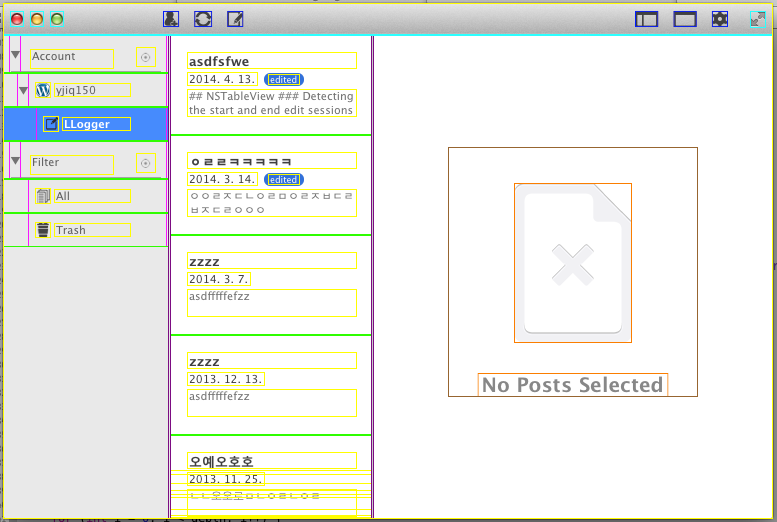 Account
yjiq150
LLogger
Filter
All
Trash
asdfsfwe
2014. 4. 13. edited
## NSTableView ### Detecting
the start and end edit sessions
ㅇㄹㄹㅋㅋㅋㅋㅋ
2014. 3. 14. edited
ㅇㅇㄹㅈㄷㄴㅇㄹㅁㅇㄹㅈㅂㄷㄹ
ㅂㅈㄷㄹㅇㅇㅇ
zzzz
2014. 3. 7.
asdfffffefzz
zzzz
2013. 12. 13.
asdfffffefzz
오예오호호
2013. 11. 25.
No Posts Selected